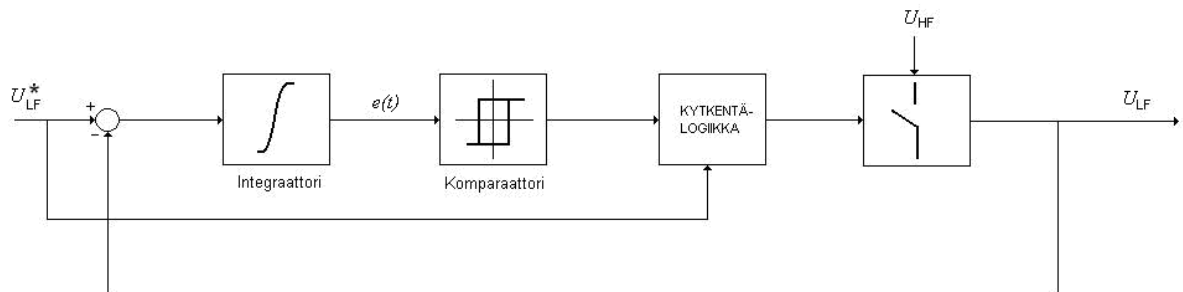 U_HF
U*_LF
+
−
e(t)
KYTKENTÄ-
LOGIIKKA
U_LF
Integraattori
Komparaattori